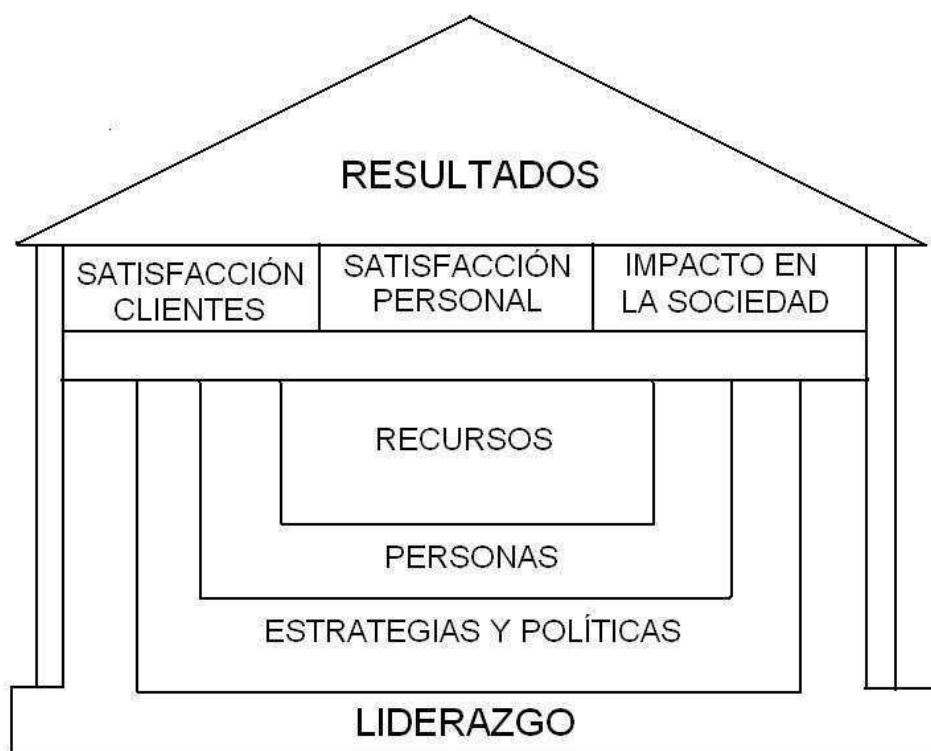 RESULTADOS
SATISFACCIÓN
CLIENTES
SATISFACCIÓN
PERSONAL
IMPACTO EN
LA SOCIEDAD
RECURSOS
PERSONAS
ESTRATEGIAS Y POLÍTICAS
LIDERAZGO